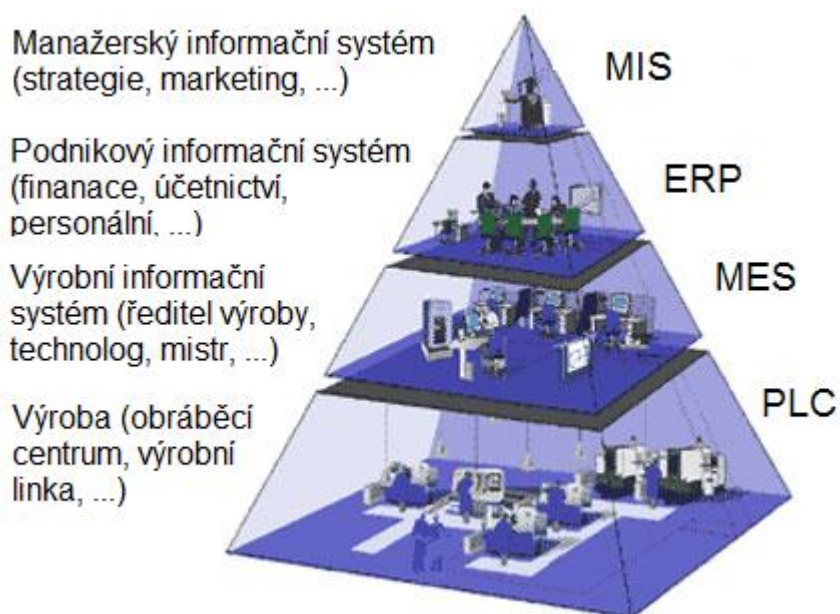 Manažerský informační systém
(strategie, marketing, ...)
MIS
Podnikový informační systém
(finanace, účetnictví,
personální, ...)
ERP
Výrobní informační
systém (ředitel výroby,
technolog, mistr, ...)
MES
Výroba (obráběcí
centrum, výrobní
linka, ...)
PLC